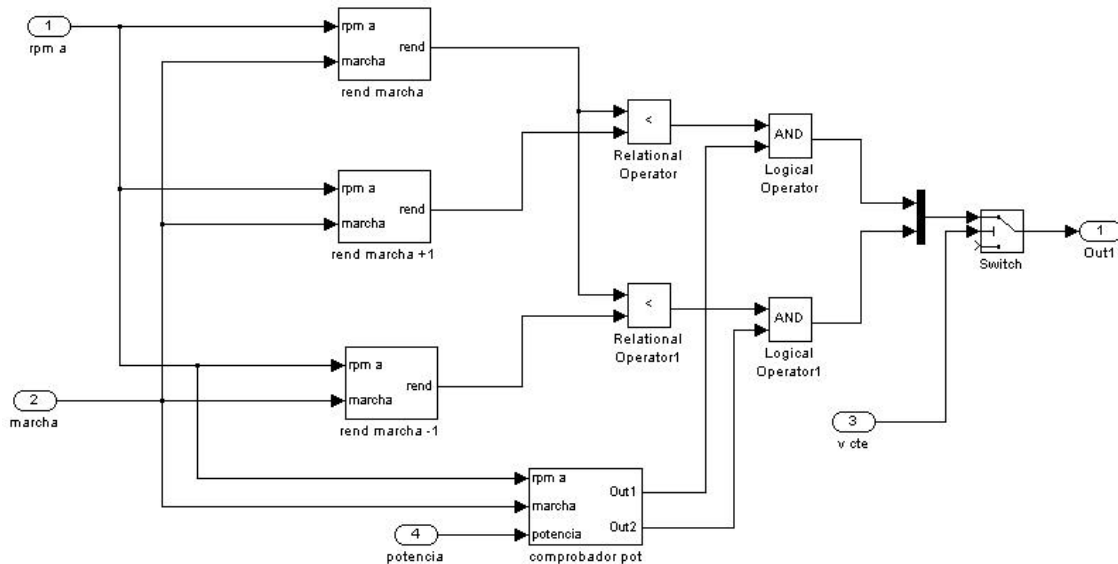 1
rpm a
rpm a
marcha
rend
rend marcha
rpm a
marcha
rend
rend marcha +1
<
Relational
Operator
AND
Logical
Operator
Switch
1
Out1
<
Relational
Operator1
AND
Logical
Operator1
rpm a
marcha
rend
rend marcha -1
2
marcha
3
v cte
rpm a
marcha
potencia
Out1
Out2
comprobador pot
4
potencia